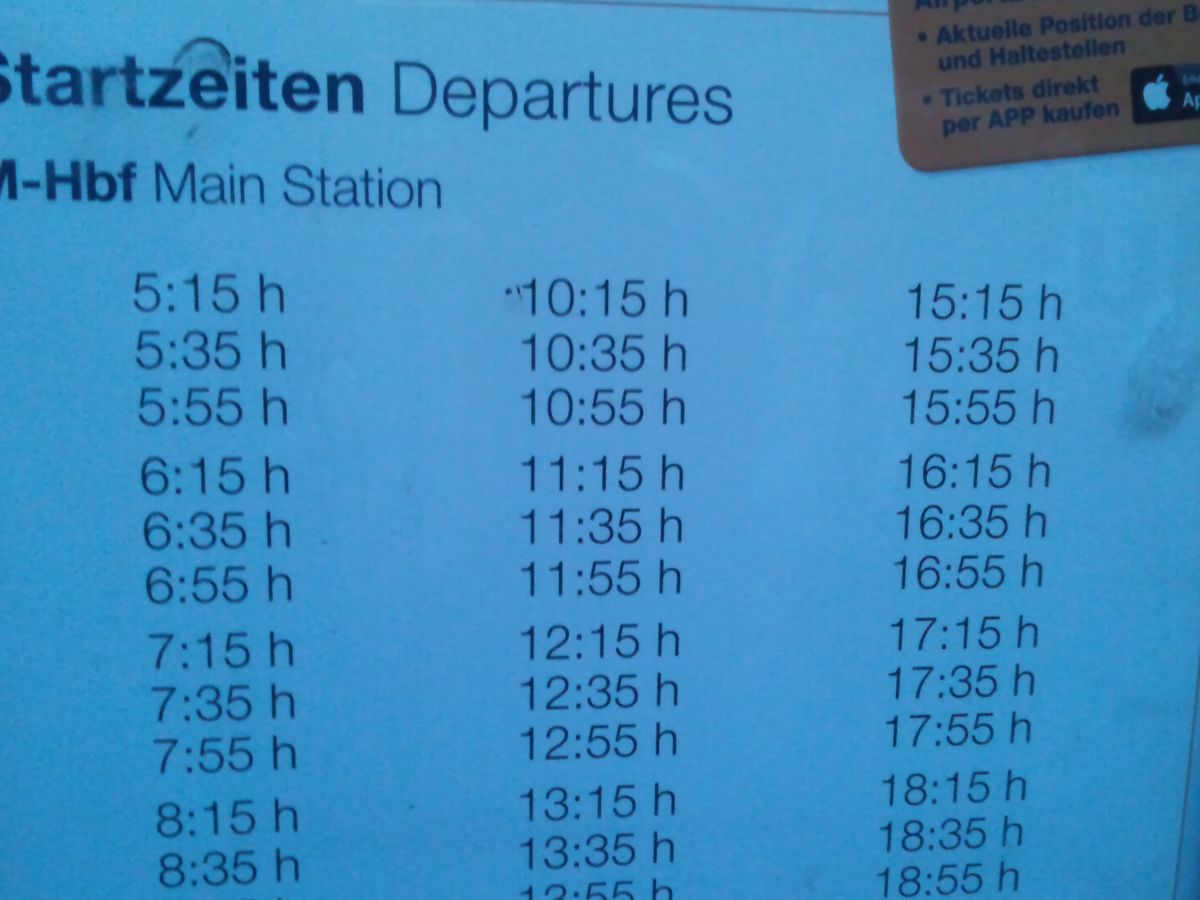 Startzeiten Departures
M-Hbf Main Station
5:15 h
5:35 h
5:55 h
6:15 h
6:35 h
6:55 h
7:15 h
7:35 h
7:55 h
8:15 h
8:35 h
10:15 h
10:35 h
10:55 h
11:15 h
11:35 h
11:55 h
12:15 h
12:35 h
12:55 h
13:15 h
13:35 h
13:55 h
15:15 h
15:35 h
15:55 h
16:15 h
16:35 h
16:55 h
17:15 h
17:35 h
17:55 h
18:15 h
18:35 h
18:55 h
• Aktuelle Position der B
und Haltestellen
• Tickets direkt
per APP kaufen
Ap